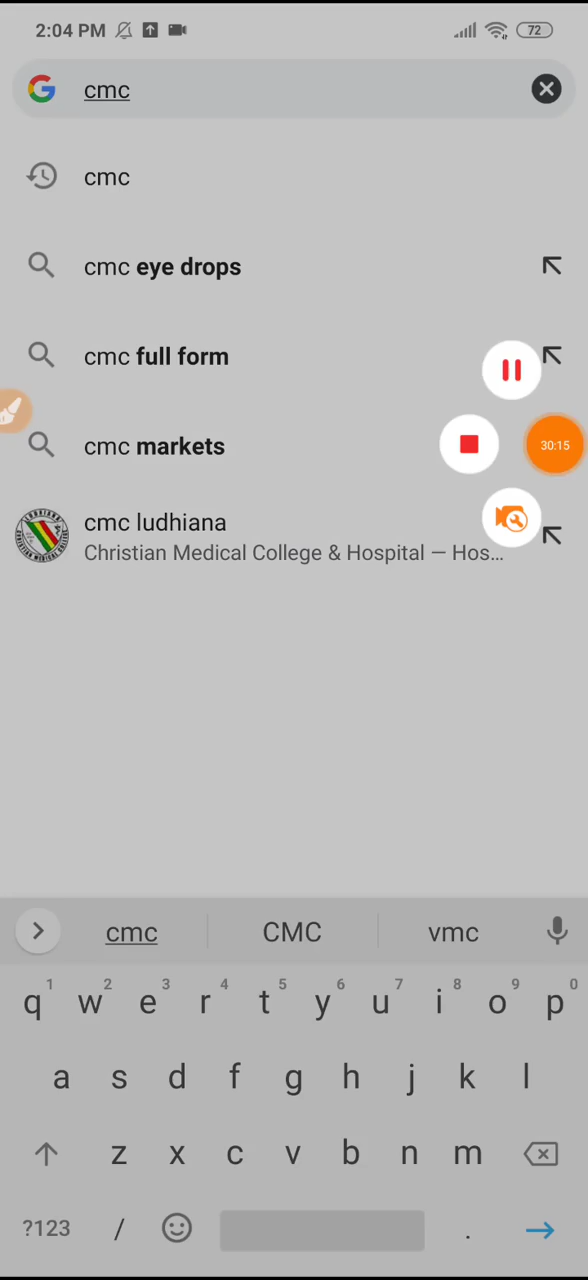 2:04 PM 72
cmc
cmc
cmc eye drops
cmc full form
cmc markets
30:15
cmc ludhiana
Christian Medical College & Hospital — Hos...
cmc CMC vmc
1 2 3 4 5 6 7 8 9 0
q w e r t y u i o p
a s d f g h j k l
z x c v b n m
?123 / .